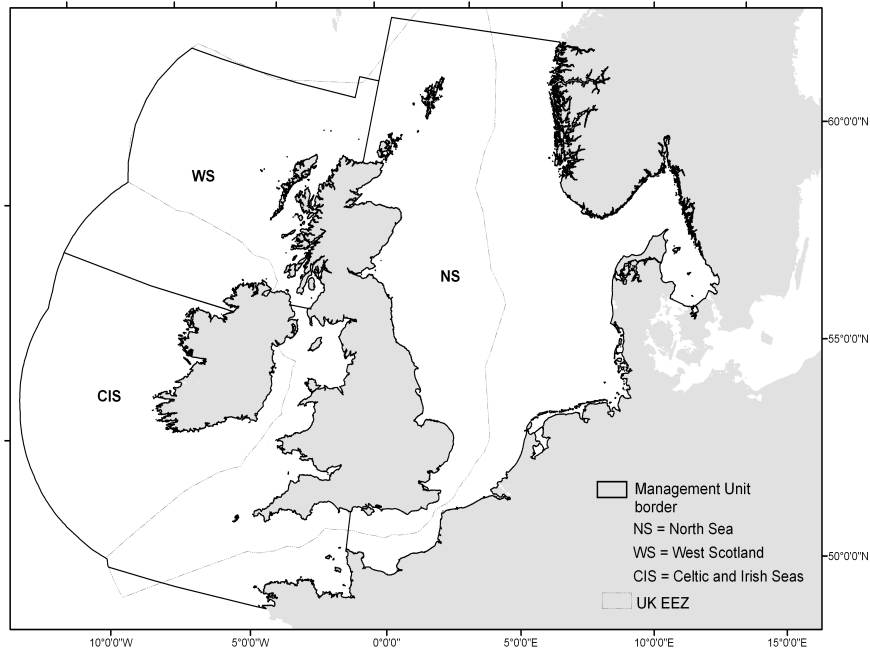 WS
NS
CIS
60°0'0"N
55°0'0"N
50°0'0"N
Management Unit
border
NS = North Sea
WS = West Scotland
CIS = Celtic and Irish Seas
UK EEZ
10°0'0"W
5°0'0"W
0°0'0"
5°0'0"E
10°0'0"E
15°0'0"E